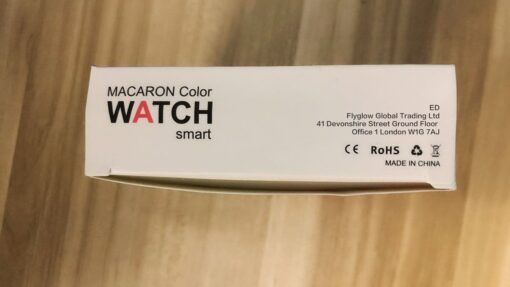 MACARON Color
WATCH
smart
ED
Flyglow Global Trading Ltd
41 Devonshire Street Ground Floor
Office 1 London W1G 7AJ
CE RoHS
MADE IN CHINA